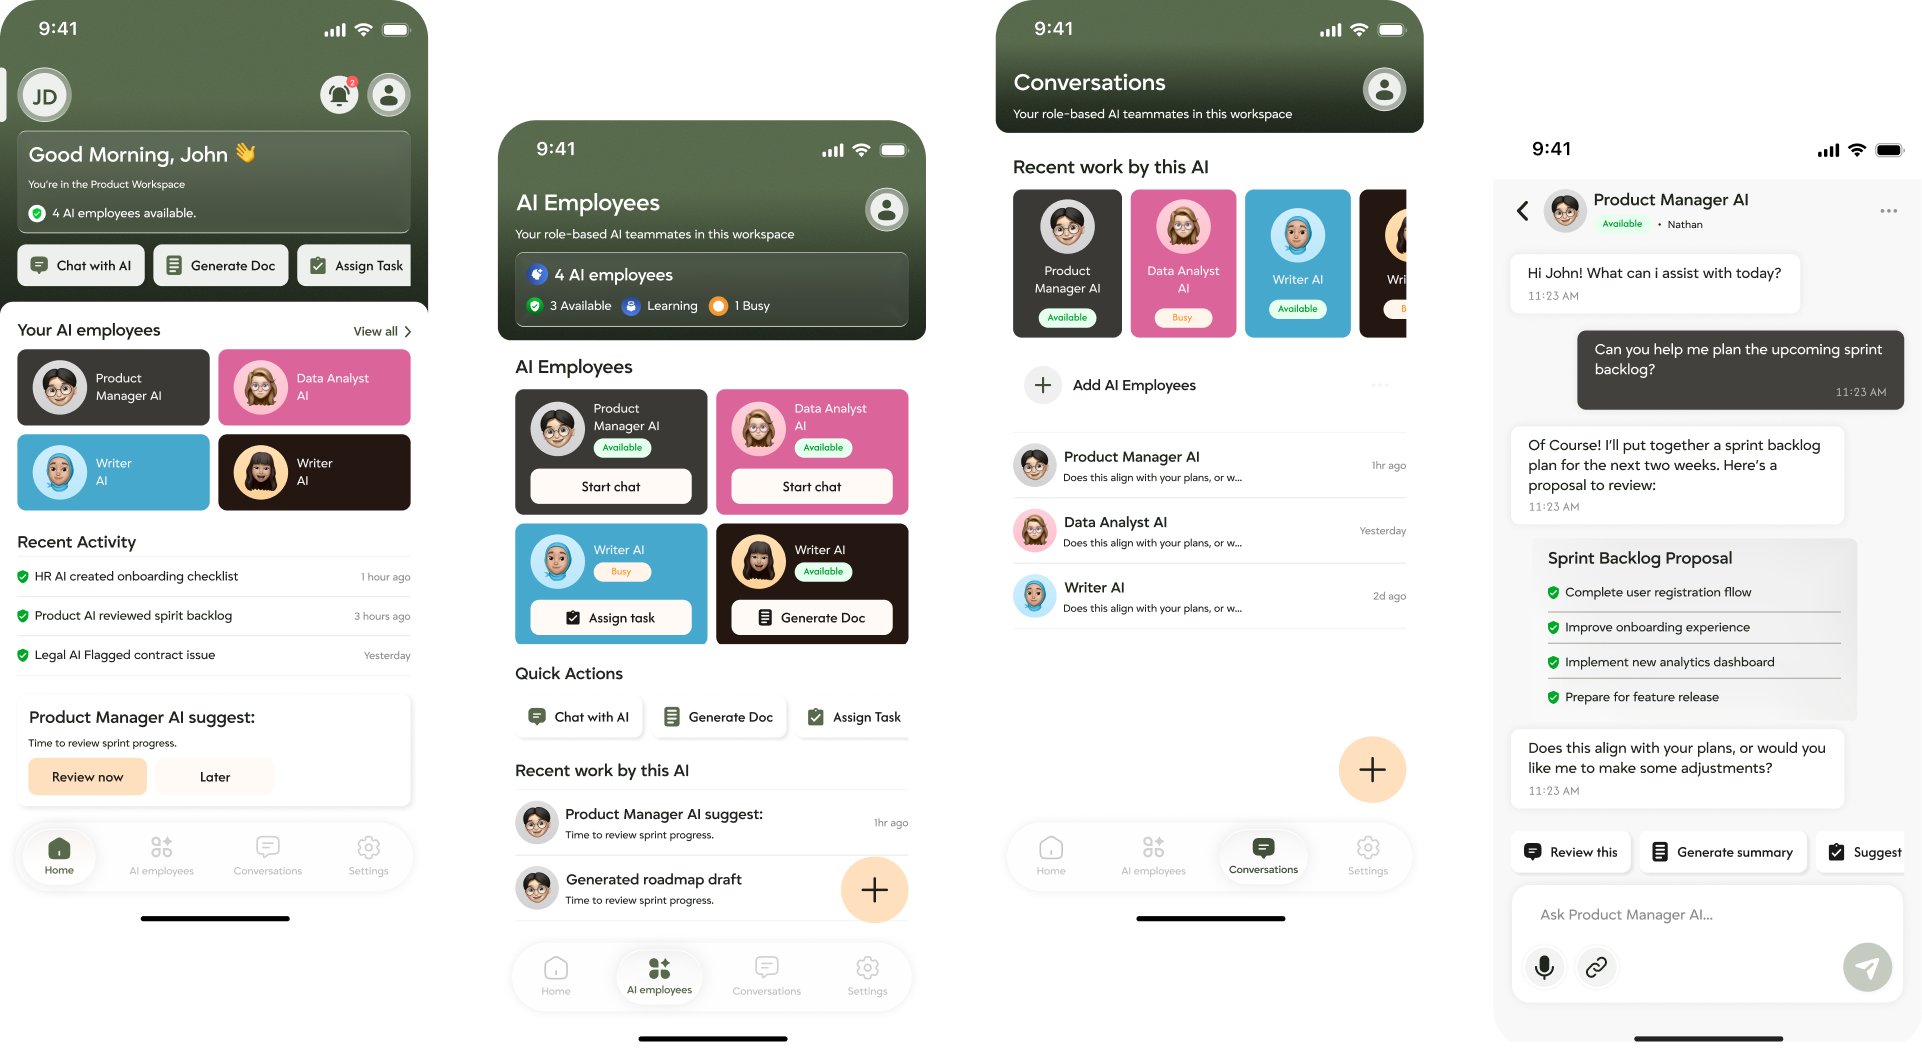 9:41
JD
2
Good Morning, John 👋
You're in the Product Workspace
4 AI employees available.
Chat with AI
Generate Doc
Assign Task
Your AI employees
View all
Product
Manager AI
Data Analyst
AI
Writer
AI
Writer
AI
Recent Activity
HR AI created onboarding checklist
1 hour ago
Product AI reviewed spirit backlog
3 hours ago
Legal AI Flagged contract issue
Yesterday
Product Manager AI suggest:
Time to review sprint progress.
Review now
Later
Home
AI employees
Conversations
Settings
9:41
AI Employees
Your role-based AI teammates in this workspace
4 AI employees
3 Available
Learning
1 Busy
AI Employees
Product
Manager AI
Available
Start chat
Data Analyst
AI
Available
Start chat
Writer AI
Busy
Assign task
Writer AI
Available
Generate Doc
Quick Actions
Chat with AI
Generate Doc
Assign Task
Recent work by this AI
Product Manager AI suggest:
Time to review sprint progress.
1hr ago
Generated roadmap draft
Time to review sprint progress.
Home
AI employees
Conversations
Settings
9:41
Conversations
Your role-based AI teammates in this workspace
Recent work by this AI
Product
Manager AI
Available
Data Analyst
AI
Busy
Writer AI
Available
Wri
B
Add AI Employees
Product Manager AI
Does this align with your plans, or w...
1hr ago
Data Analyst AI
Does this align with your plans, or w...
Yesterday
Writer AI
Does this align with your plans, or w...
2d ago
Home
AI employees
Conversations
Settings
9:41
Product Manager AI
Available
• Nathan
Hi John! What can i assist with today?
11:23 AM
Can you help me plan the upcoming sprint
backlog?
11:23 AM
Of Course! I'll put together a sprint backlog
plan for the next two weeks. Here's a
proposal to review:
11:23 AM
Sprint Backlog Proposal
Complete user registration fllow
Improve onboarding experience
Implement new analytics dashboard
Prepare for feature release
Does this align with your plans, or would you
like me to make some adjustments?
11:23 AM
Review this
Generate summary
Suggest
Ask Product Manager AI...